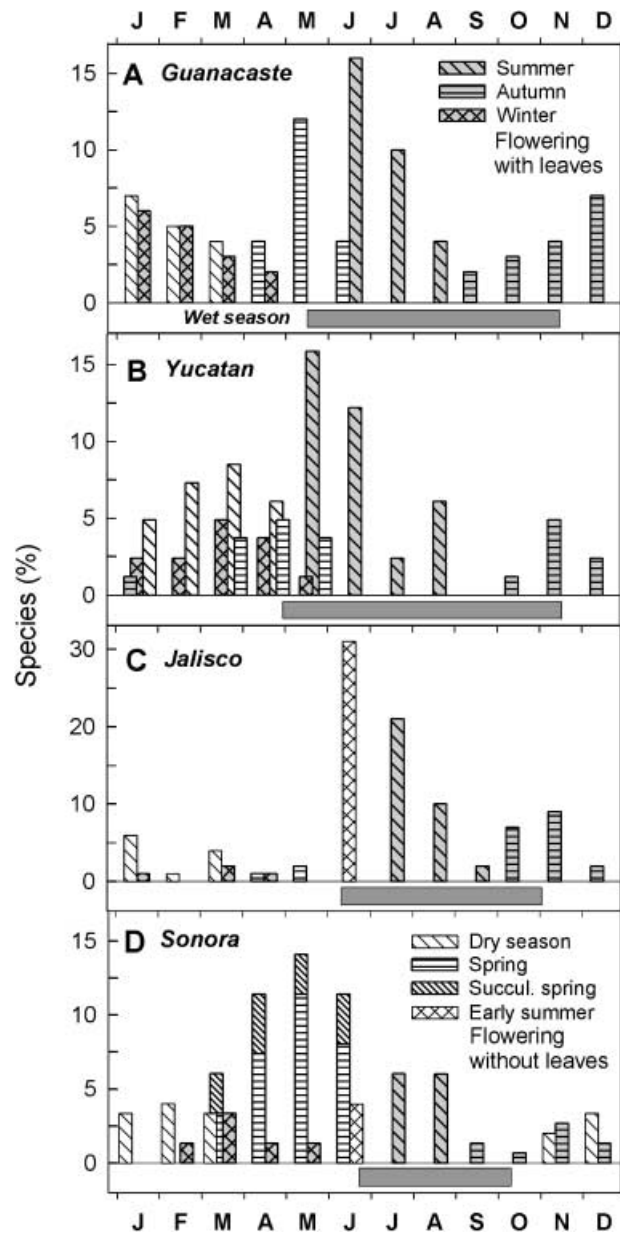 J F M A M J J A S O N D
A Guanacaste
Summer
Autumn
Winter
Flowering
with leaves
15
10
5
0
Wet season
B Yucatan
15
10
5
0
Species (%)
C Jalisco
30
20
10
0
D Sonora
Dry season
Spring
Succul. spring
Early summer
Flowering
without leaves
15
10
5
0
J F M A M J J A S O N D